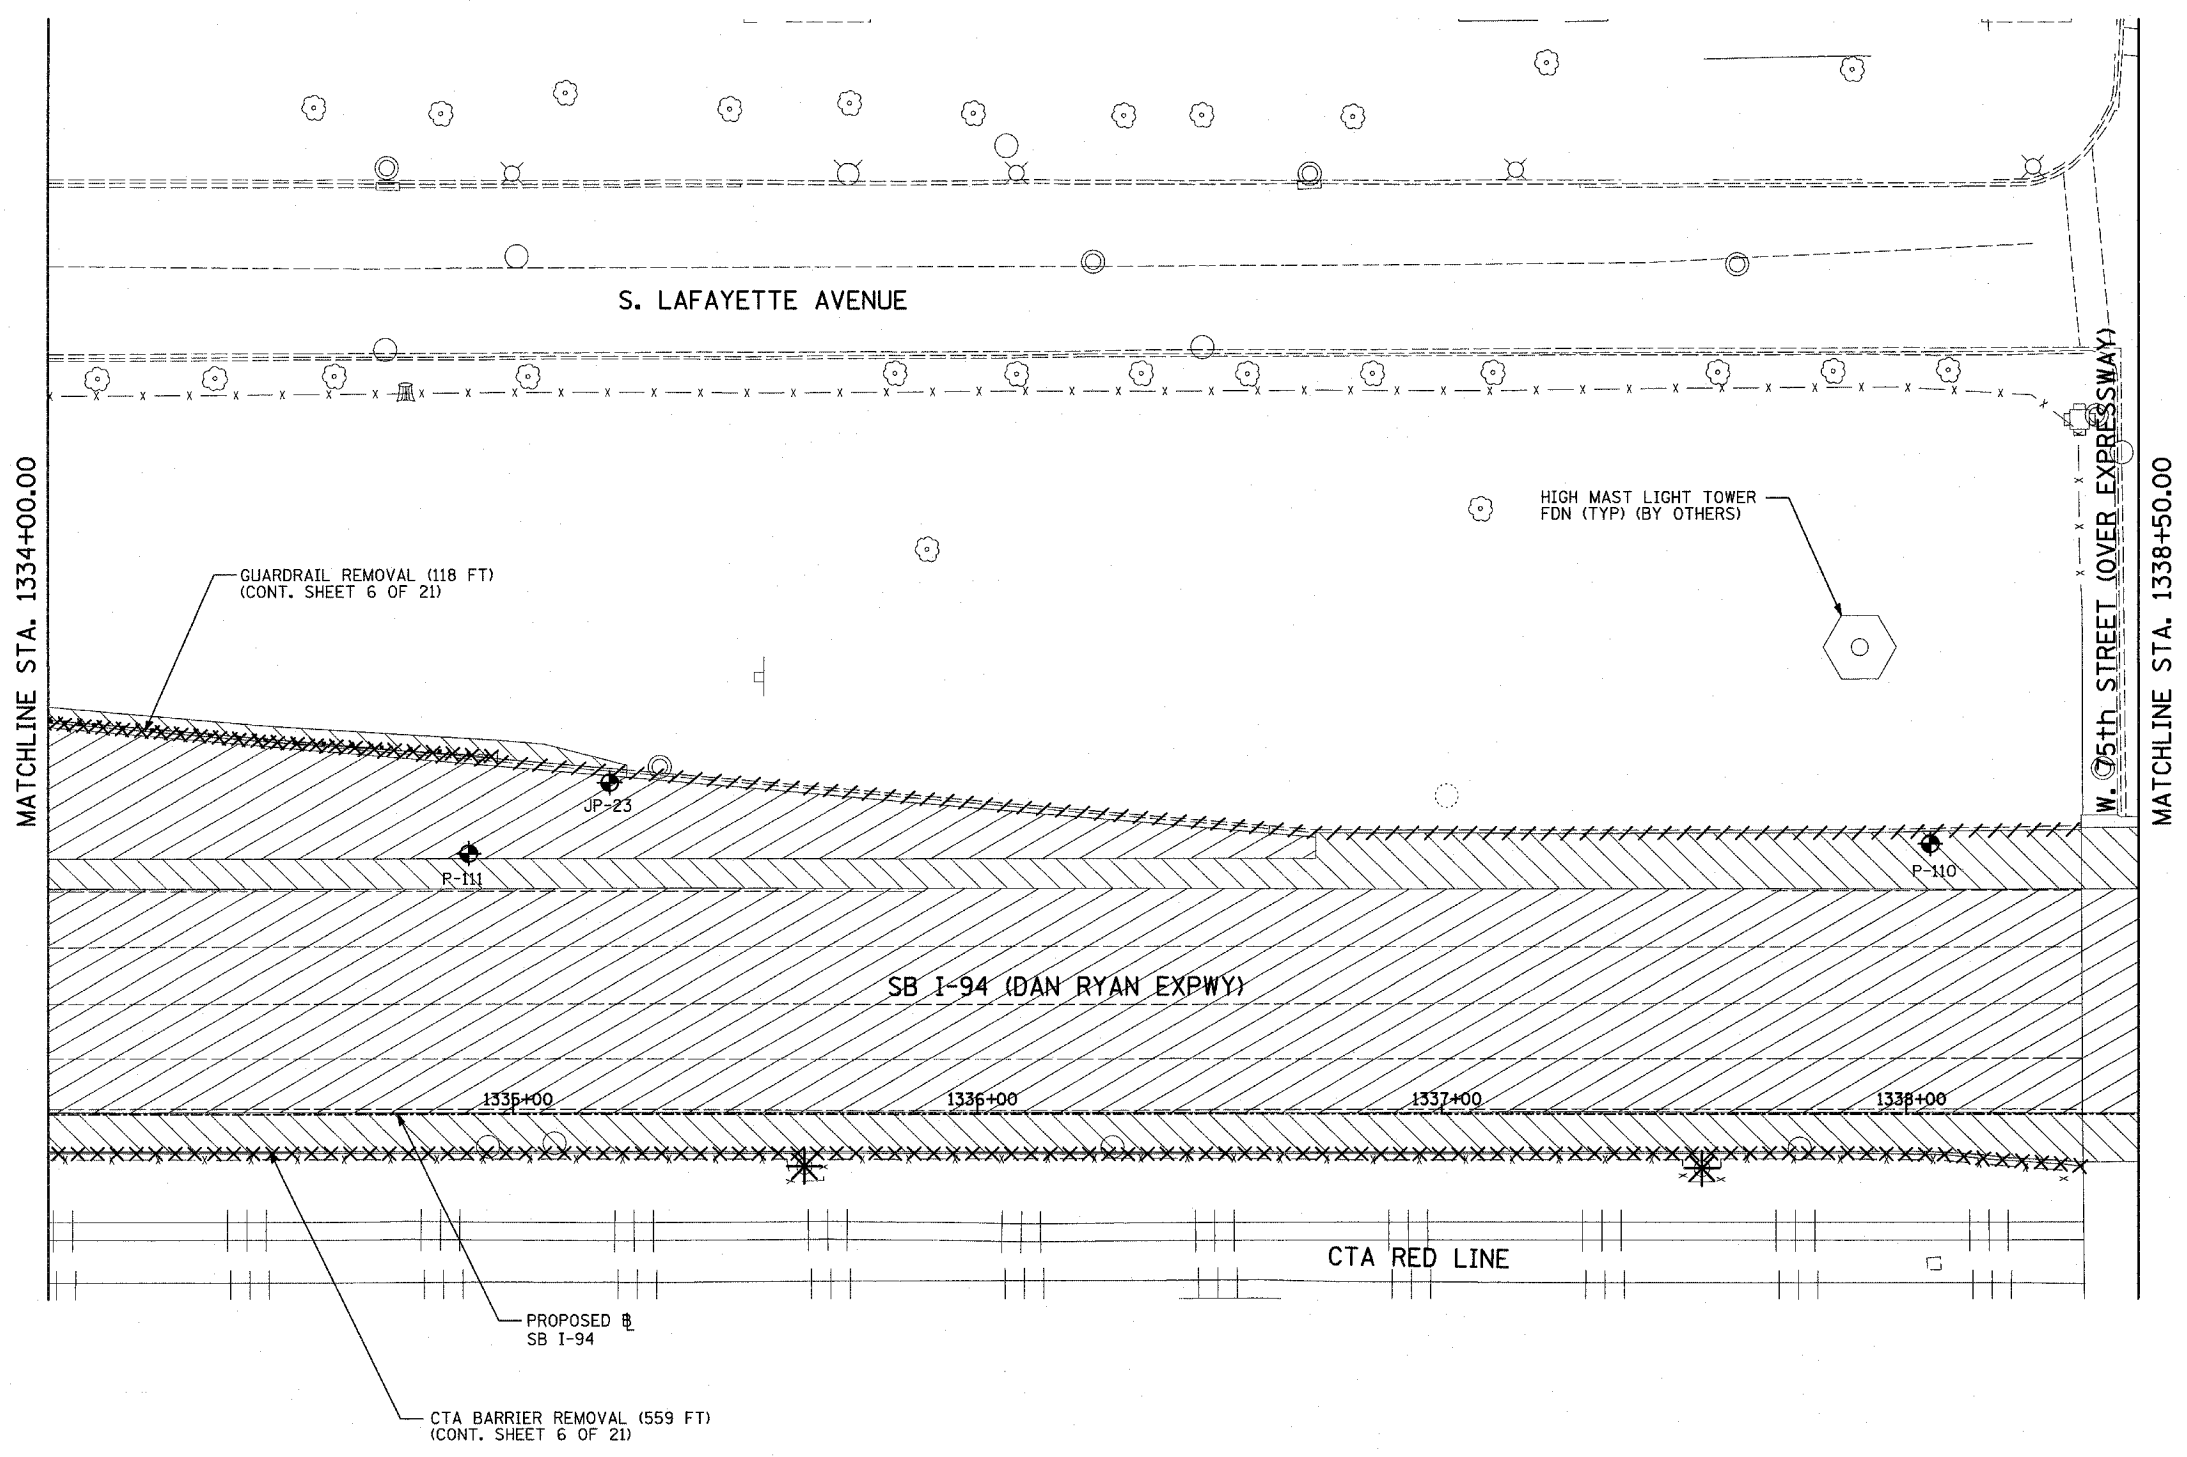 S. LAFAYETTE AVENUE
MATCHLINE STA. 1334+00.00
MATCHLINE STA. 1338+50.00
W. 75th STREET (OVER EXPRESSWAY)
HIGH MAST LIGHT TOWER
FDN (TYP) (BY OTHERS)
GUARDRAIL REMOVAL (118 FT)
(CONT. SHEET 6 OF 21)
JP-23
P-111
P-110
SB I-94 (DAN RYAN EXPWY)
1335+00
1336+00
1337+00
1338+00
CTA RED LINE
PROPOSED ℄
SB I-94
CTA BARRIER REMOVAL (559 FT)
(CONT. SHEET 6 OF 21)